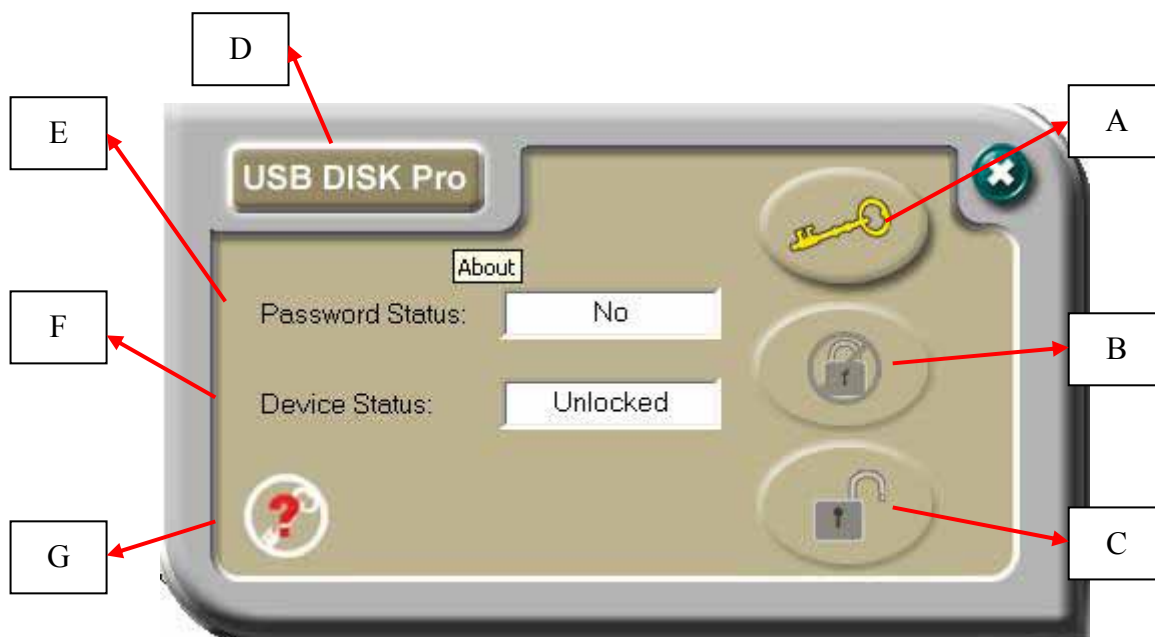 D
E
A
USB DISK Pro
About
Password Status: No
F
B
Device Status: Unlocked
?
G
C